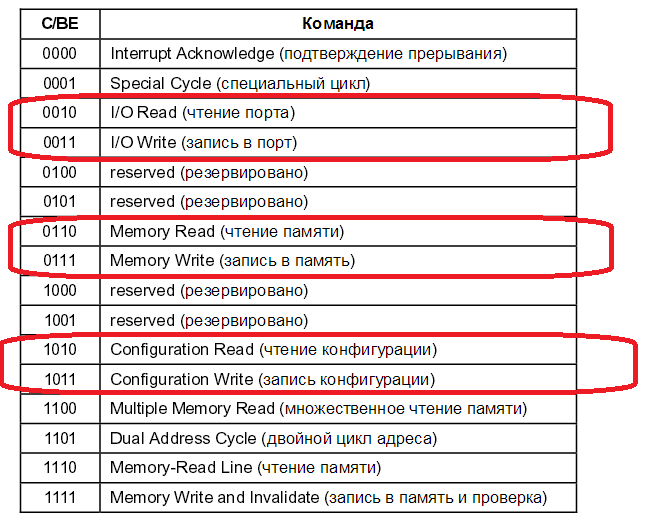 C/BE Команда
0000 Interrupt Acknowledge (подтверждение прерывания)
0001 Special Cycle (специальный цикл)
0010 I/O Read (чтение порта)
0011 I/O Write (запись в порт)
0100 reserved (резервировано)
0101 reserved (резервировано)
0110 Memory Read (чтение памяти)
0111 Memory Write (запись в память)
1000 reserved (резервировано)
1001 reserved (резервировано)
1010 Configuration Read (чтение конфигурации)
1011 Configuration Write (запись конфигурации)
1100 Multiple Memory Read (множественное чтение памяти)
1101 Dual Address Cycle (двойной цикл адреса)
1110 Memory-Read Line (чтение памяти)
1111 Memory Write and Invalidate (запись в память и проверка)